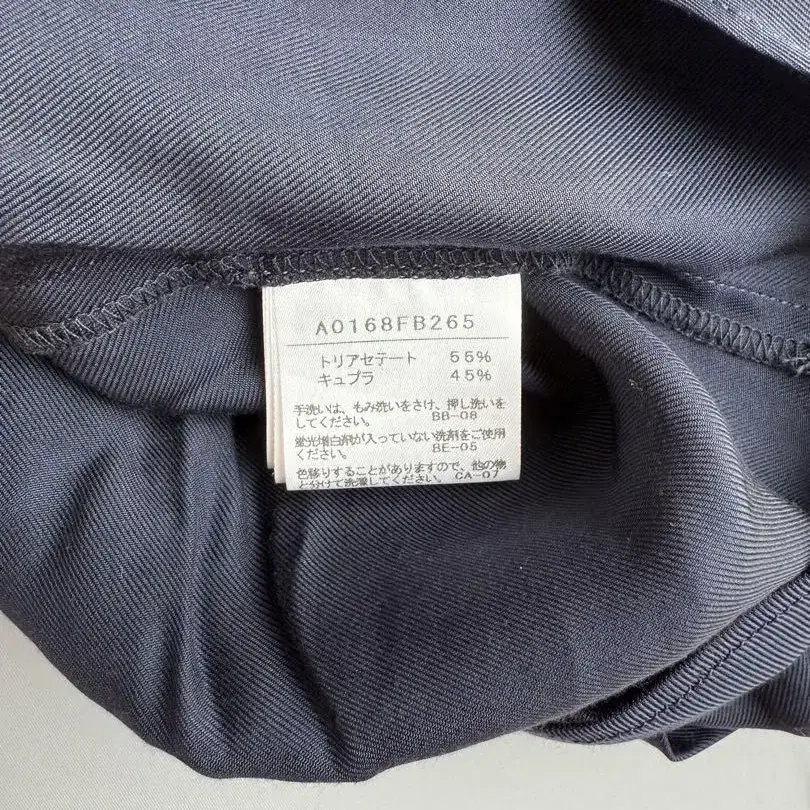 A0168FB265
トリアセテート 55%
キュプラ 45%
手洗いは、もみ洗いをさけ、押し洗いを
してください。 BB-08
蛍光増白剤が入っていない洗剤をご使用
ください。 BE-05
色移りすることがありますので、他の物
と分けて洗濯してください。 CA-07